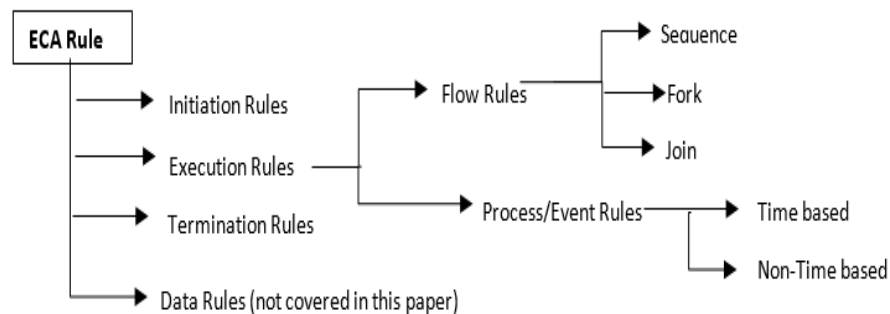 ECA Rule
Initiation Rules
Execution Rules
Termination Rules
Data Rules (not covered in this paper)
Flow Rules
Process/Event Rules
Sequence
Fork
Join
Time based
Non-Time based